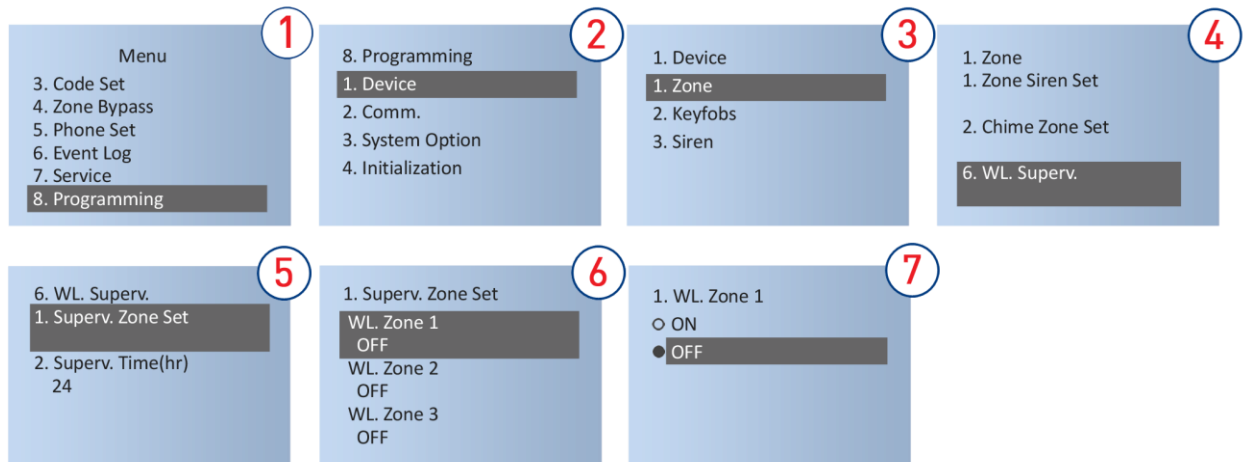 1
Menu
3. Code Set
4. Zone Bypass
5. Phone Set
6. Event Log
7. Service
8. Programming
2
8. Programming
1. Device
2. Comm.
3. System Option
4. Initialization
3
1. Device
1. Zone
2. Keyfobs
3. Siren
4
1. Zone
1. Zone Siren Set
2. Chime Zone Set
6. WL. Superv.
5
6. WL. Superv.
1. Superv. Zone Set
2. Superv. Time(hr)
24
6
1. Superv. Zone Set
WL. Zone 1
OFF
WL. Zone 2
OFF
WL. Zone 3
OFF
7
1. WL. Zone 1
ON
OFF